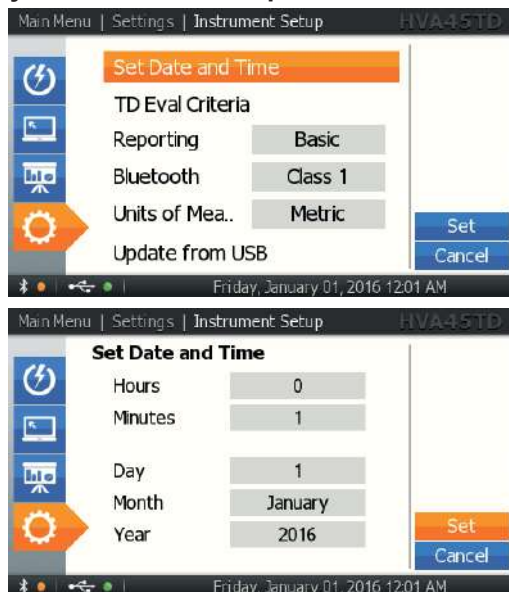 Main Menu | Settings | Instrument Setup HVA45TD
Set Date and Time
TD Eval Criteria
Reporting Basic
Bluetooth Class 1
Units of Mea.. Metric
Update from USB
Set
Cancel
Friday, January 01, 2016 12:01 AM
Main Menu | Settings | Instrument Setup HVA45TD
Set Date and Time
Hours 0
Minutes 1
Day 1
Month January
Year 2016
Set
Cancel
Friday, January 01, 2016 12:01 AM